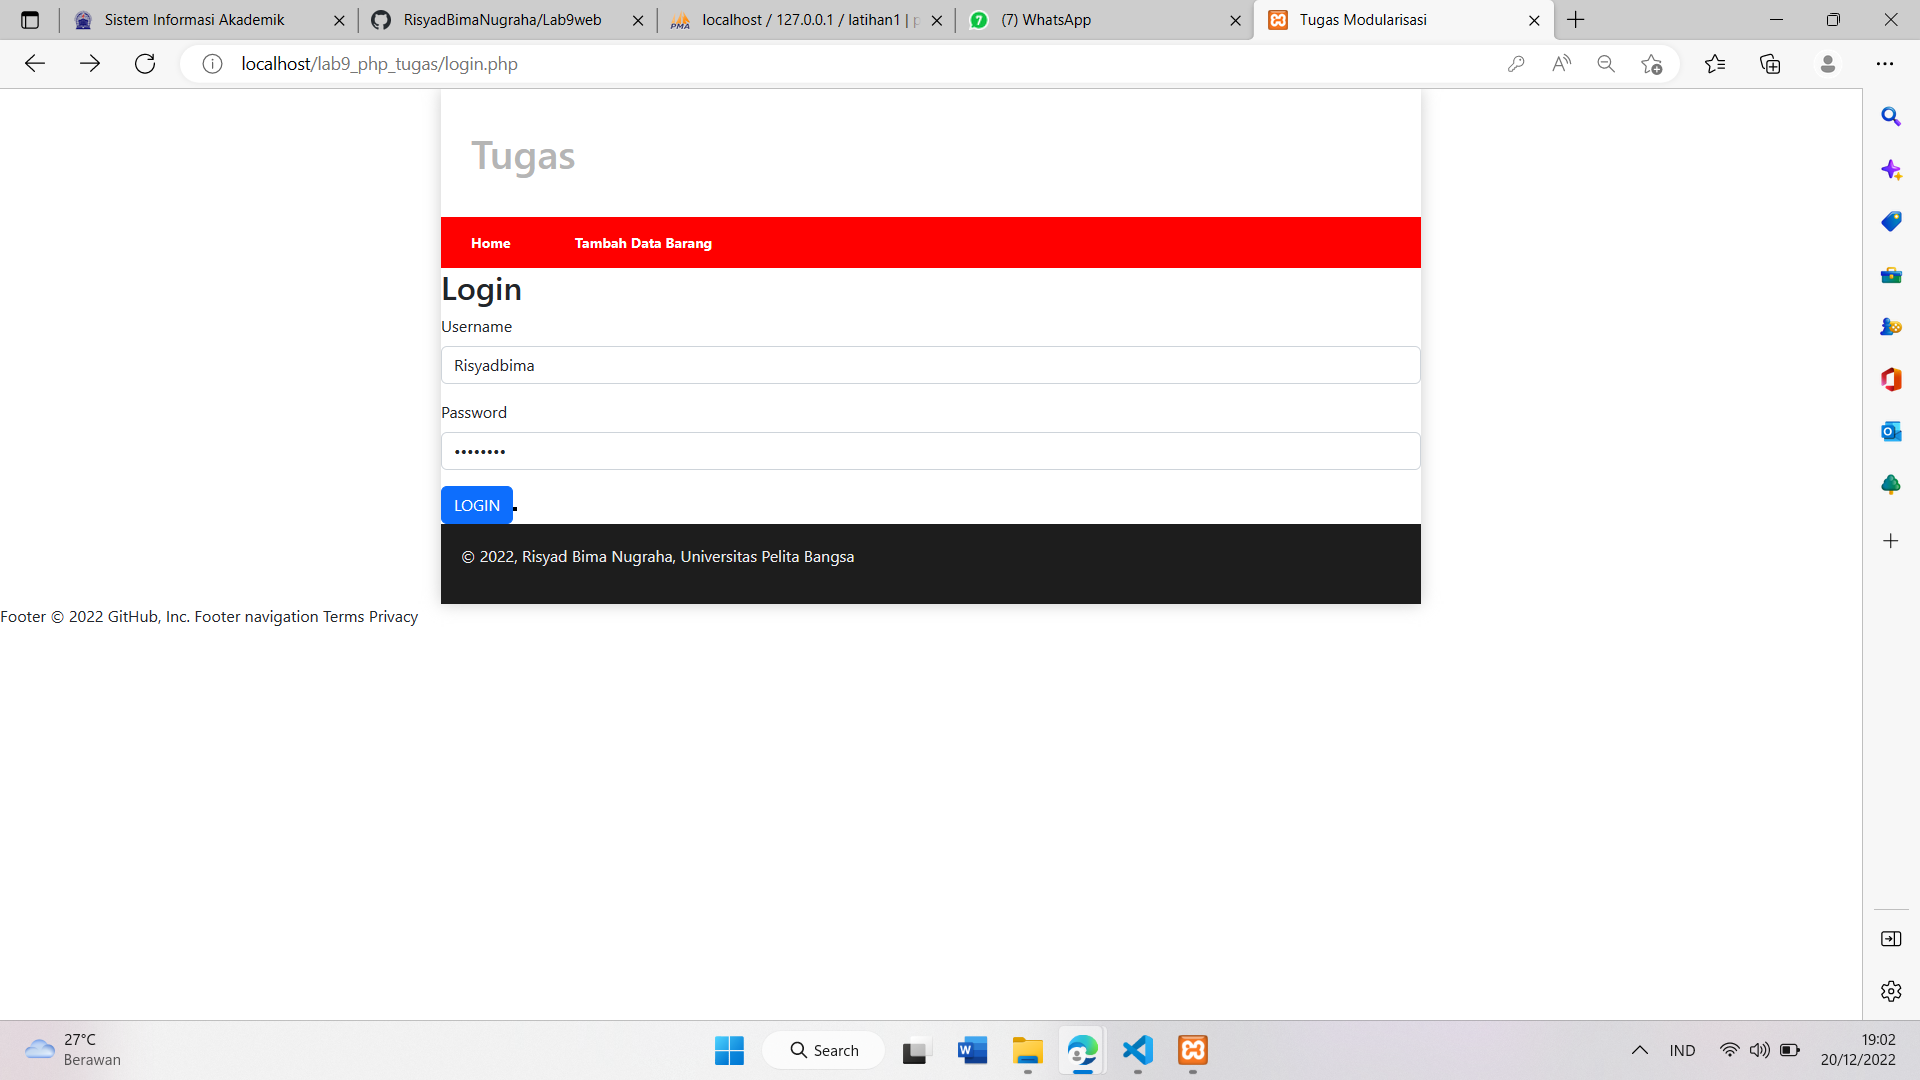 Sistem Informasi Akademik
RisyadBimaNugraha/Lab9web
localhost / 127.0.0.1 / latihan1 | p
(7) WhatsApp
Tugas Modularisasi
localhost/lab9_php_tugas/login.php
Tugas
Home
Tambah Data Barang
Login
Username
Risyadbima
Password
••••••••
LOGIN
© 2022, Risyad Bima Nugraha, Universitas Pelita Bangsa
Footer © 2022 GitHub, Inc. Footer navigation Terms Privacy
27°C
Berawan
Search
IND
19:02
20/12/2022